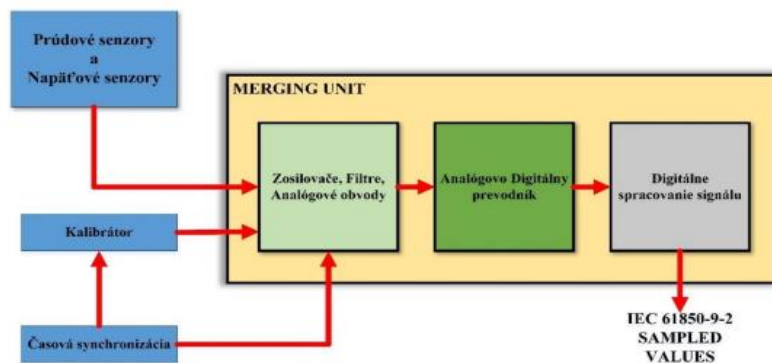 Prúdové senzory
a
Napäťové senzory
MERGING UNIT
Zosilovače, Filtre,
Analógové obvody
Analógovo Digitálny
prevodník
Digitálne
spracovanie signálu
Kalibrátor
Časová synchronizácia
IEC 61850-9-2
SAMPLED
VALUES